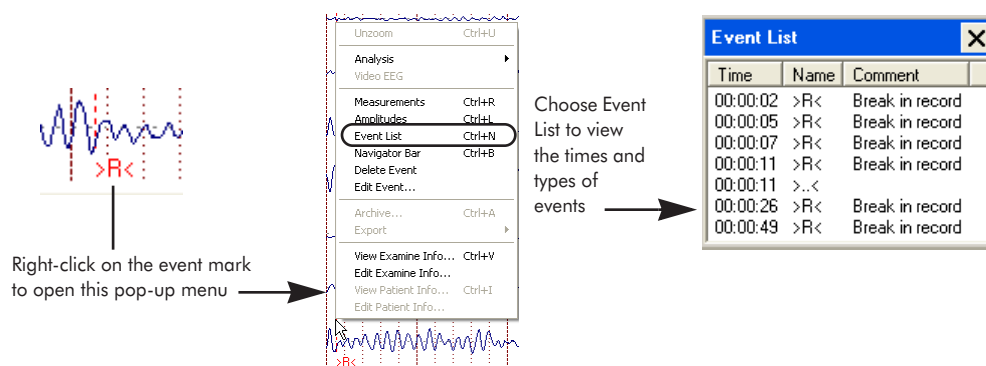 >R<
Right-click on the event mark
to open this pop-up menu
Unzoom Ctrl+U
Analysis
Video EEG
Measurements Ctrl+R
Amplitudes Ctrl+L
Event List Ctrl+N
Navigator Bar Ctrl+B
Delete Event
Edit Event...
Archive... Ctrl+A
Export
View Examine Info... Ctrl+V
Edit Examine Info...
View Patient Info... Ctrl+I
Edit Patient Info...
>R<
Choose Event
List to view
the times and
types of
events
Event List
Time Name Comment
00:00:02 >R< Break in record
00:00:05 >R< Break in record
00:00:07 >R< Break in record
00:00:11 >R< Break in record
00:00:11 >..<
00:00:26 >R< Break in record
00:00:49 >R< Break in record